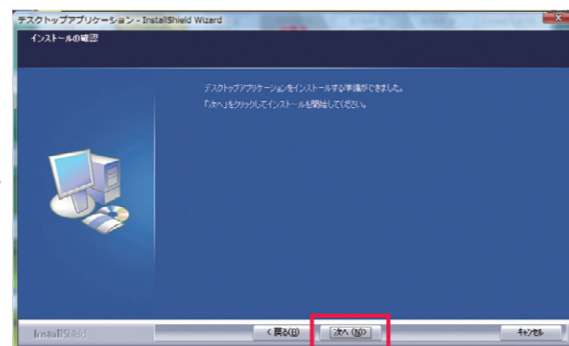 デスクトップアプリケーション - InstallShield Wizard
インストールの確認
デスクトップアプリケーションをインストールする準備ができました。
「次へ」をクリックしてインストールを開始してください。
InstallShield
< 戻る(B)
次へ (N)>
キャンセル